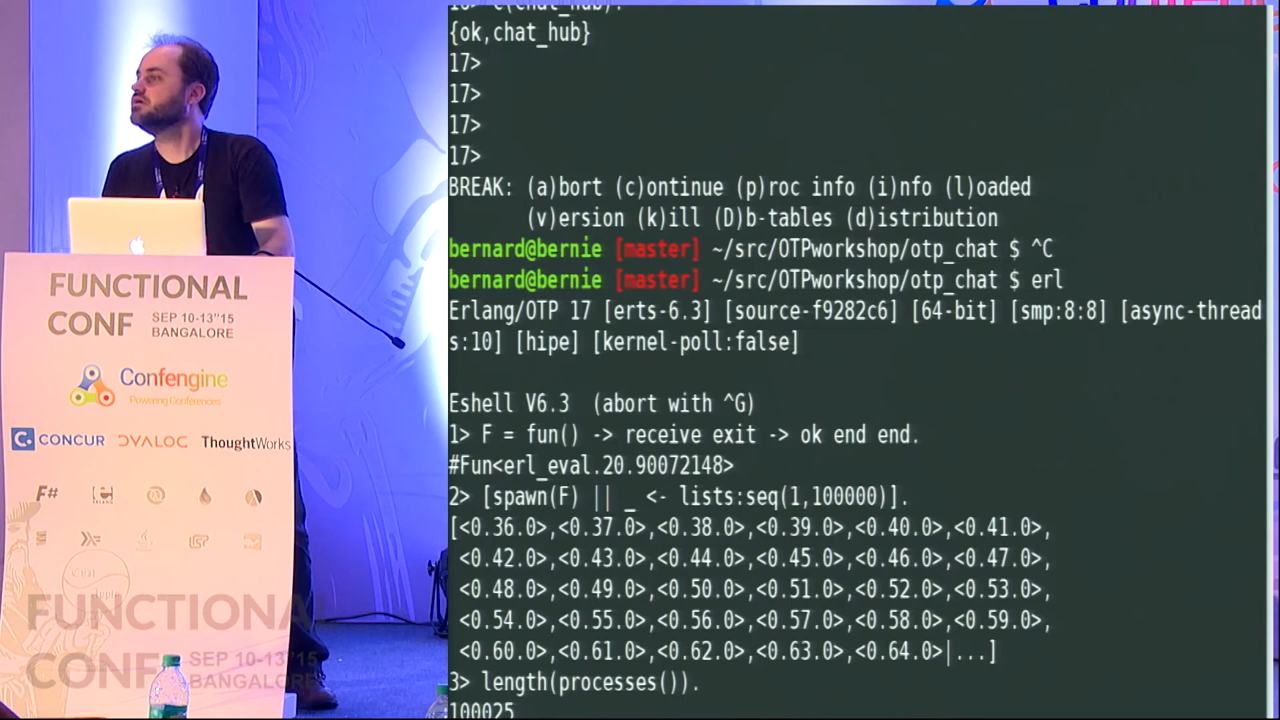 16> c(chat_hub).
{ok,chat_hub}
17>
17>
17>
17>
BREAK: (a)bort (c)ontinue (p)roc info (i)nfo (l)oaded
(v)ersion (k)ill (D)b-tables (d)istribution
bernard@bernie [master] ~/src/OTPworkshop/otp_chat $ ^C
bernard@bernie [master] ~/src/OTPworkshop/otp_chat $ erl
Erlang/OTP 17 [erts-6.3] [source-f9282c6] [64-bit] [smp:8:8] [async-thread
s:10] [hipe] [kernel-poll:false]
Eshell V6.3  (abort with ^G)
1> F = fun() -> receive exit -> ok end end.
#Fun<erl_eval.20.90072148>
2> [spawn(F) || _ <- lists:seq(1,100000)].
[<0.36.0>,<0.37.0>,<0.38.0>,<0.39.0>,<0.40.0>,<0.41.0>,
<0.42.0>,<0.43.0>,<0.44.0>,<0.45.0>,<0.46.0>,<0.47.0>,
<0.48.0>,<0.49.0>,<0.50.0>,<0.51.0>,<0.52.0>,<0.53.0>,
<0.54.0>,<0.55.0>,<0.56.0>,<0.57.0>,<0.58.0>,<0.59.0>,
<0.60.0>,<0.61.0>,<0.62.0>,<0.63.0>,<0.64.0>|...]
3> length(processes()).
100025
FUNCTIONAL
CONF SEP 10-13"15
BANGALORE
Confengine
Powering Conferences
CONCUR DYALOC ThoughtWorks
F#
Chat
FUNCTIONA
CONF SEP 10-13"15
BANGALORE